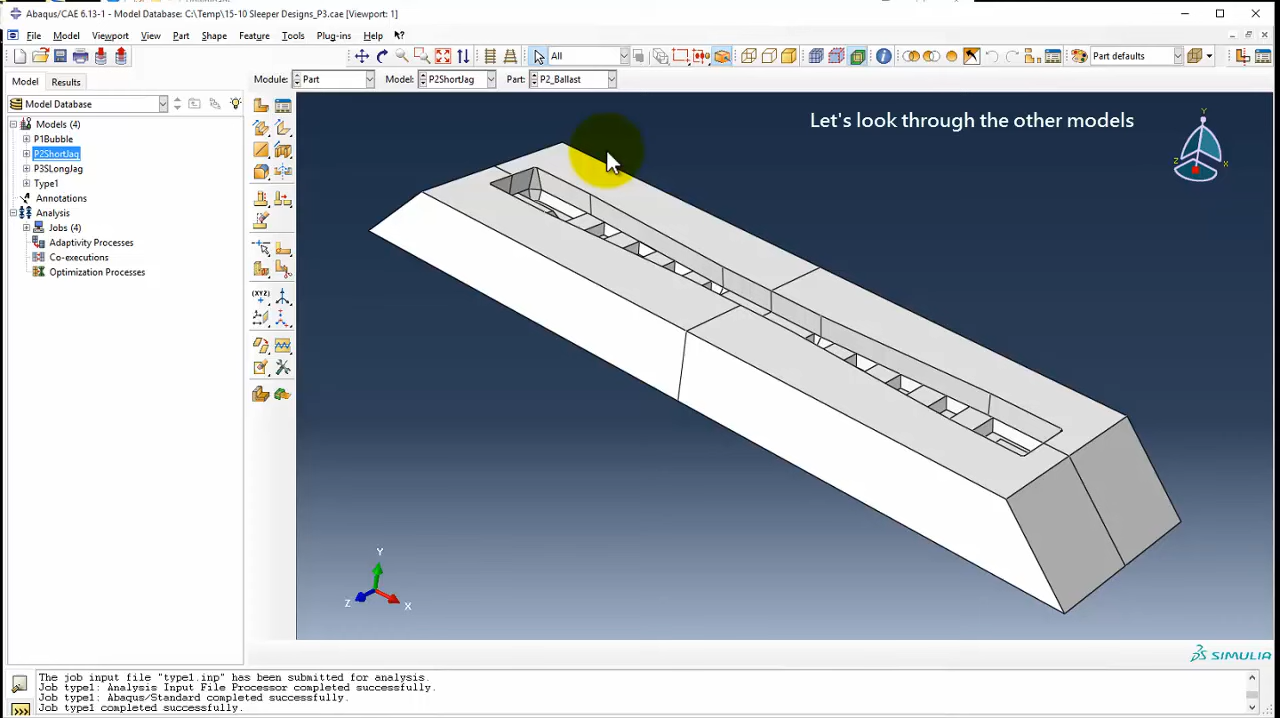 Abaqus/CAE 6.13-1 - Model Database: C:\Temp\15-10 Sleeper Designs_P3.cae [Viewport: 1]
File Model Viewport View Part Shape Feature Tools Plug-ins Help
All
Part defaults
Model Results
Module: Part Model: P2ShortJag Part: P2_Ballast
Model Database
Models (4)
P1Bubble
P2ShortJag
P3SLongJag
Type1
Annotations
Analysis
Jobs (4)
Adaptivity Processes
Co-executions
Optimization Processes
(XYZ)
Let's look through the other models
Y
Z
X
Y
Z
X
SIMULIA
The job input file "type1.inp" has been submitted for analysis.
Job type1: Analysis Input File Processor completed successfully.
Job type1: Abaqus/Standard completed successfully.
Job type1 completed successfully.
>>>